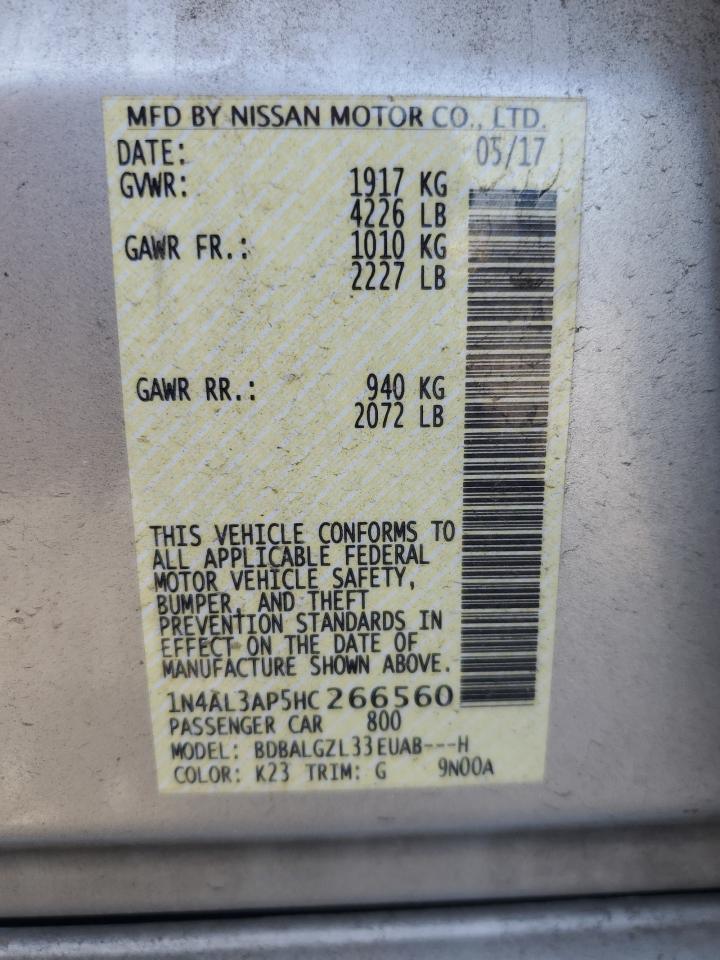 MFD BY NISSAN MOTOR CO., LTD.
DATE: 05/17
GVWR: 1917 KG
4226 LB
GAWR FR.: 1010 KG
2227 LB
GAWR RR.: 940 KG
2072 LB
THIS VEHICLE CONFORMS TO
ALL APPLICABLE FEDERAL
MOTOR VEHICLE SAFETY,
BUMPER, AND THEFT
PREVENTION STANDARDS IN
EFFECT ON THE DATE OF
MANUFACTURE SHOWN ABOVE.
1N4AL3AP5HC266560
PASSENGER CAR 800
MODEL: BDBALGZL33EUAB---H
COLOR: K23 TRIM: G 9N00A